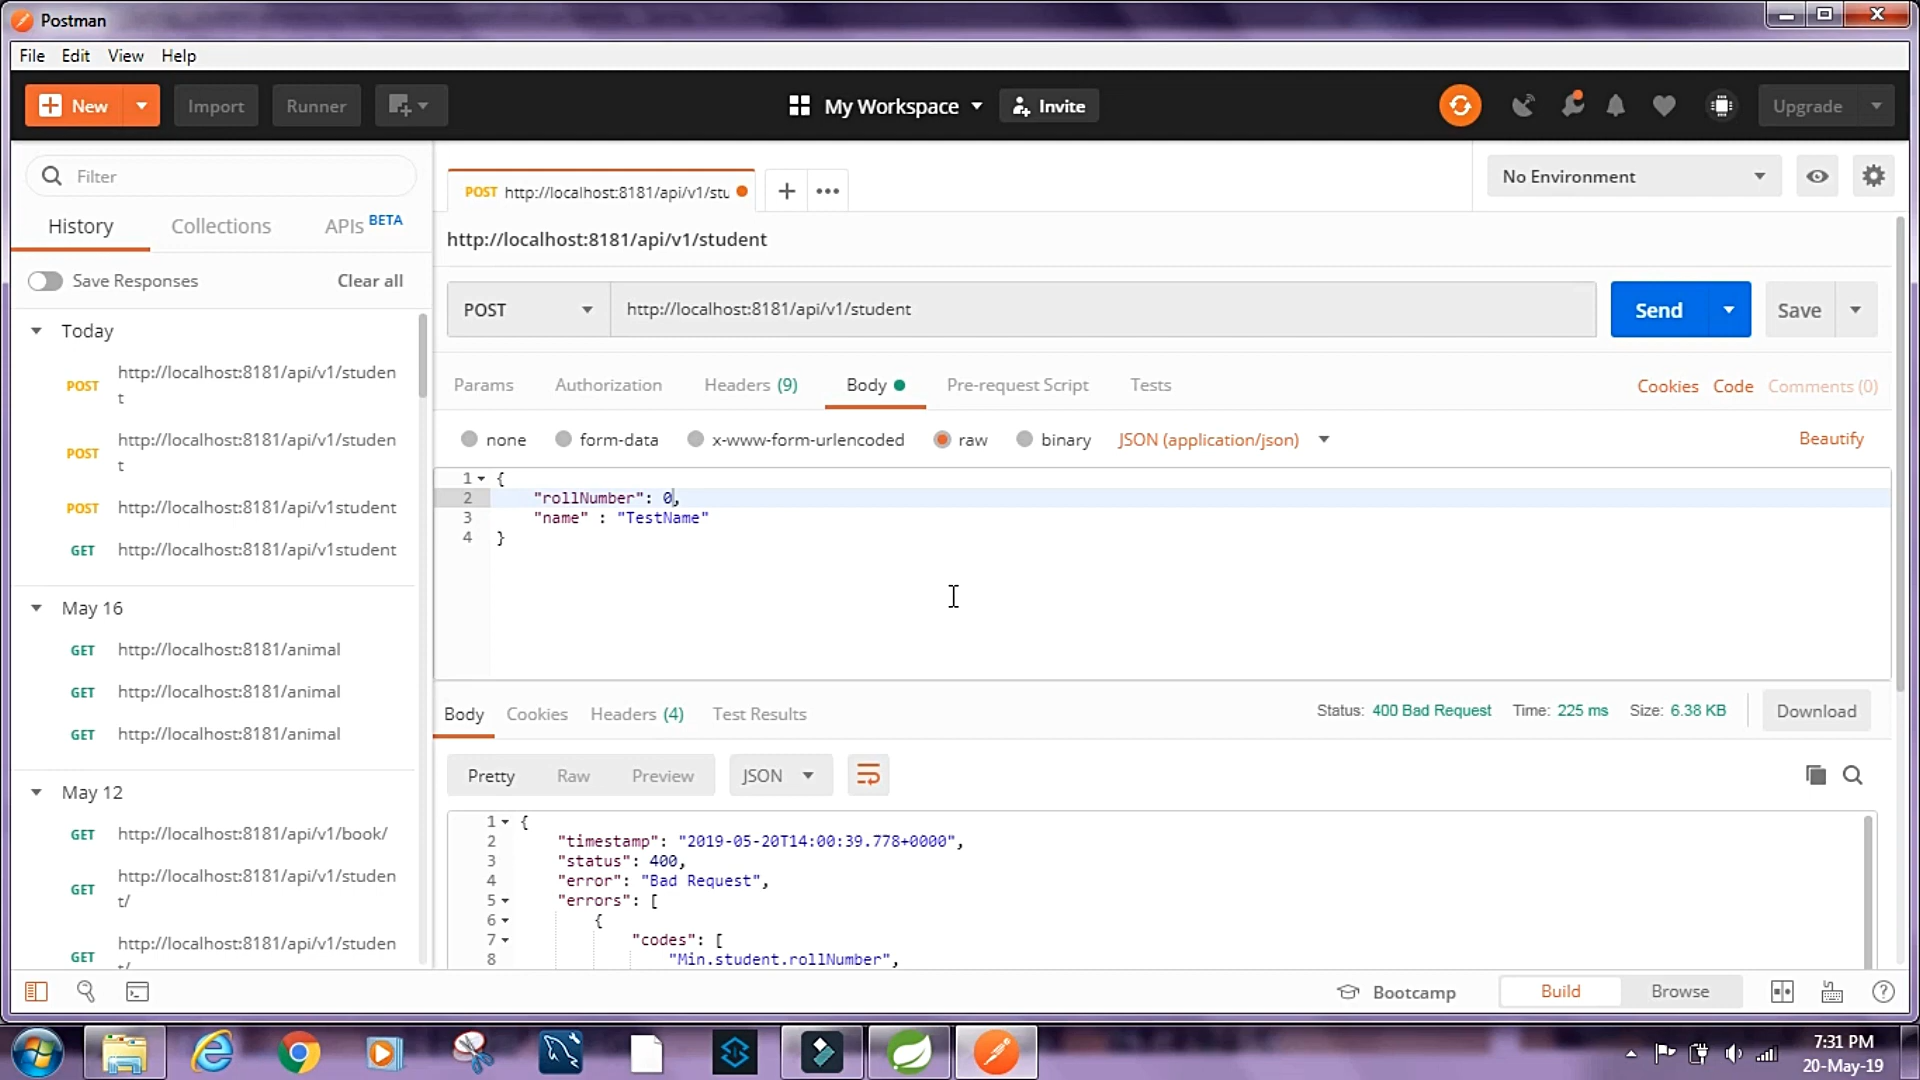 Postman
File Edit View Help
New Import Runner My Workspace Invite Upgrade
Filter
History Collections APIs BETA
Save Responses Clear all
Today
POST http://localhost:8181/api/v1/studen
t
POST http://localhost:8181/api/v1/studen
t
POST http://localhost:8181/api/v1student
GET http://localhost:8181/api/v1student
May 16
GET http://localhost:8181/animal
GET http://localhost:8181/animal
GET http://localhost:8181/animal
May 12
GET http://localhost:8181/api/v1/book/
GET http://localhost:8181/api/v1/studen
t/
GET http://localhost:8181/api/v1/studen
t/
POST http://localhost:8181/api/v1/stu
No Environment
http://localhost:8181/api/v1/student
POST http://localhost:8181/api/v1/student Send Save
Params Authorization Headers (9) Body Pre-request Script Tests Cookies Code Comments (0)
none form-data x-www-form-urlencoded raw binary JSON (application/json) Beautify
1 {
2 "rollNumber": 0,
3 "name" : "TestName"
4 }
Body Cookies Headers (4) Test Results Status: 400 Bad Request Time: 225 ms Size: 6.38 KB Download
Pretty Raw Preview JSON
1 {
2 "timestamp": "2019-05-20T14:00:39.778+0000",
3 "status": 400,
4 "error": "Bad Request",
5 "errors": [
6 {
7 "codes": [
8 "Min.student.rollNumber",
Bootcamp Build Browse
7:31 PM
20-May-19